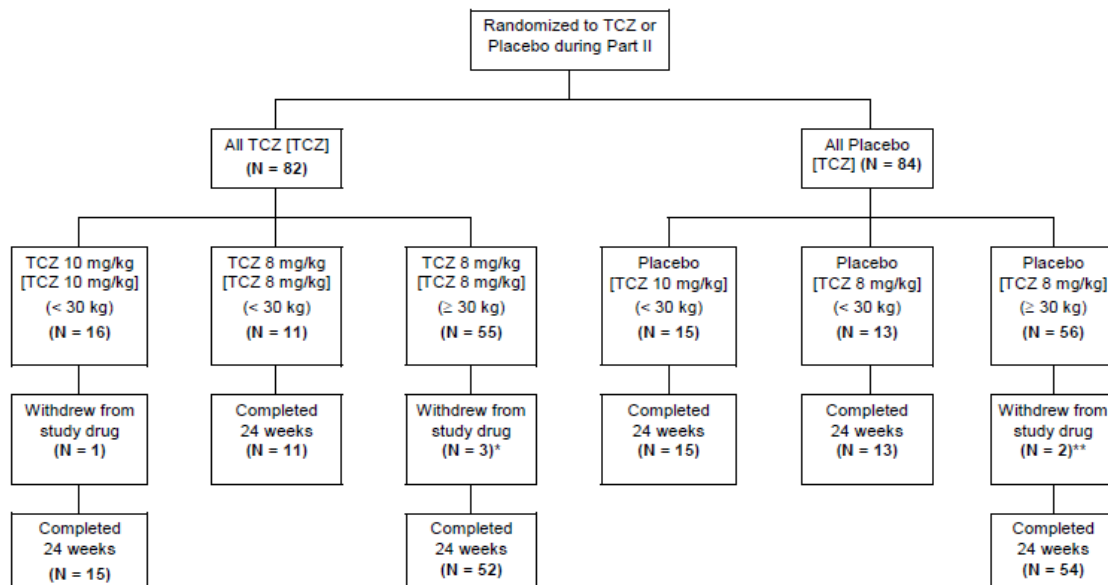 Randomized to TCZ or
Placebo during Part II
All TCZ [TCZ]
(N = 82)
All Placebo
[TCZ] (N = 84)
TCZ 10 mg/kg
[TCZ 10 mg/kg]
(< 30 kg)
(N = 16)
TCZ 8 mg/kg
[TCZ 8 mg/kg]
(< 30 kg)
(N = 11)
TCZ 8 mg/kg
[TCZ 8 mg/kg]
(≥ 30 kg)
(N = 55)
Placebo
[TCZ 10 mg/kg]
(< 30 kg)
(N = 15)
Placebo
[TCZ 8 mg/kg]
(< 30 kg)
(N = 13)
Placebo
[TCZ 8 mg/kg]
(≥ 30 kg)
(N = 56)
Withdrew from
study drug
(N = 1)
Completed
24 weeks
(N = 11)
Withdrew from
study drug
(N = 3)*
Completed
24 weeks
(N = 15)
Completed
24 weeks
(N = 13)
Withdrew from
study drug
(N = 2)**
Completed
24 weeks
(N = 15)
Completed
24 weeks
(N = 52)
Completed
24 weeks
(N = 54)